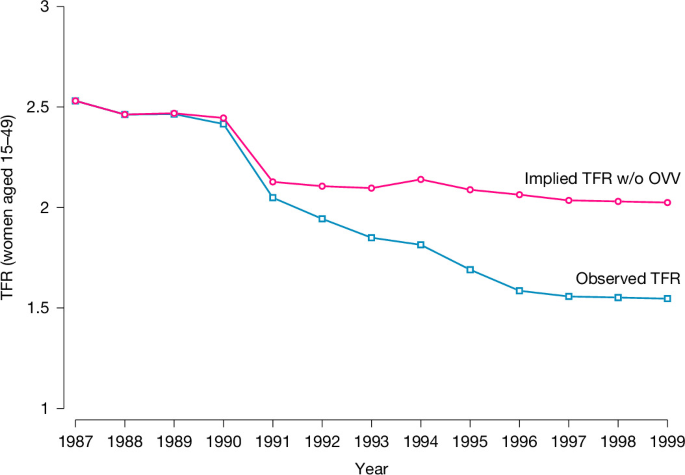 3
2.5
2
1.5
1
TFR (women aged 15–49)
Implied TFR w/o OVV
Observed TFR
1987 1988 1989 1990 1991 1992 1993 1994 1995 1996 1997 1998 1999
Year